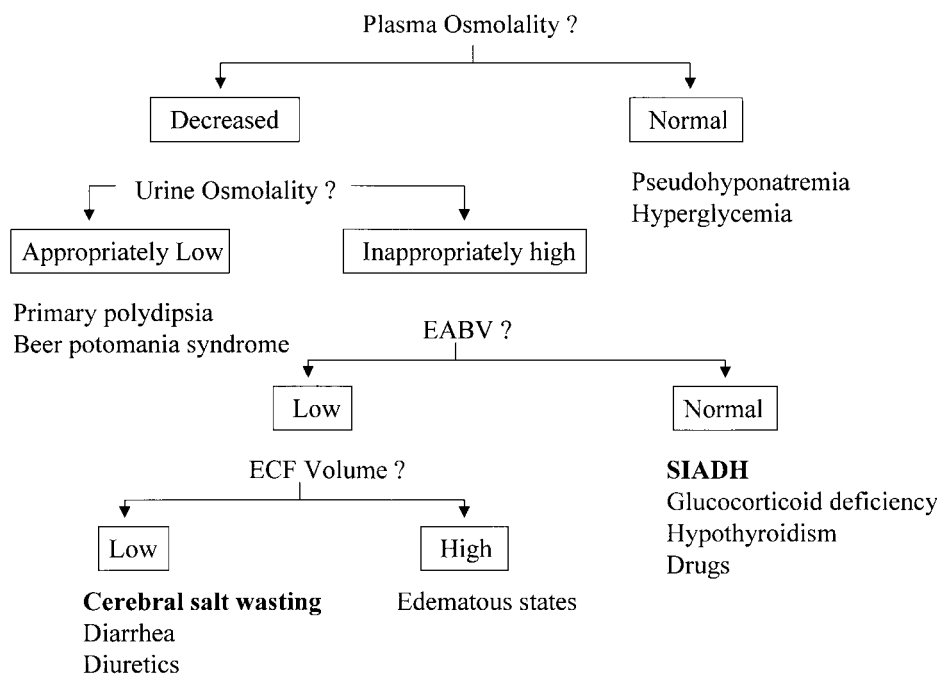 Plasma Osmolality ?
Decreased
Normal
Urine Osmolality ?
Pseudohyponatremia
Hyperglycemia
Appropriately Low
Inappropriately high
Primary polydipsia
Beer potomania syndrome
EABV ?
Low
Normal
ECF Volume ?
SIADH
Glucocorticoid deficiency
Hypothyroidism
Drugs
Low
High
Cerebral salt wasting
Diarrhea
Diuretics
Edematous states